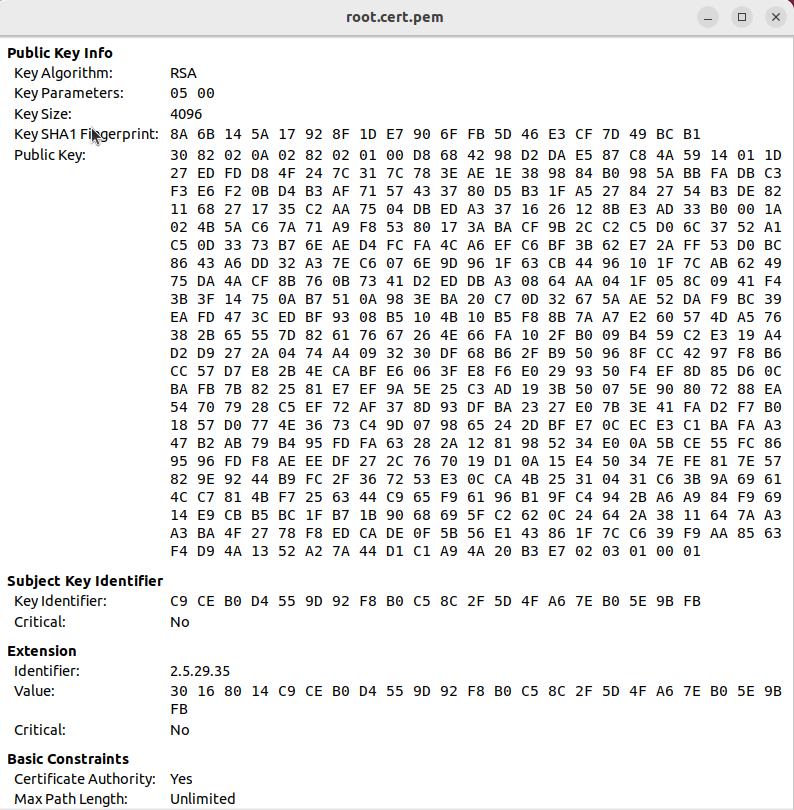 root.cert.pem
Public Key Info
Key Algorithm: RSA
Key Parameters: 05 00
Key Size: 4096
Key SHA1 Fingerprint: 8A 6B 14 5A 17 92 8F 1D E7 90 6F FB 5D 46 E3 CF 7D 49 BC B1
Public Key: 30 82 02 0A 02 82 02 01 00 D8 68 42 98 D2 DA E5 87 C8 4A 59 14 01 1D
27 ED FD D8 4F 24 7C 31 7C 78 3E AE 1E 38 98 84 B0 98 5A BB FA DB C3
F3 E6 F2 0B D4 B3 AF 71 57 43 37 80 D5 B3 1F A5 27 84 27 54 B3 DE 82
11 68 27 17 35 C2 AA 75 04 DB ED A3 37 16 26 12 8B E3 AD 33 B0 00 1A
02 4B 5A C6 7A 71 A9 F8 53 80 17 3A BA CF 9B 2C C2 C5 D0 6C 37 52 A1
C5 0D 33 73 B7 6E AE D4 FC FA 4C A6 EF C6 BF 3B 62 E7 2A FF 53 D0 BC
86 43 A6 DD 32 A3 7E C6 07 6E 9D 96 1F 63 CB 44 96 10 1F 7C AB 62 49
75 DA 4A CF 8B 76 0B 73 41 D2 ED DB A3 08 64 AA 04 1F 05 8C 09 41 F4
3B 3F 14 75 0A B7 51 0A 98 3E BA 20 C7 0D 32 67 5A AE 52 DA F9 BC 39
EA FD 47 3C ED BF 93 08 B5 10 4B 10 B5 F8 8B 7A A7 E2 60 57 4D A5 76
38 2B 65 55 7D 82 61 76 67 26 4E 66 FA 10 2F B0 09 B4 59 C2 E3 19 A4
D2 D9 27 2A 04 74 A4 09 32 30 DF 68 B6 2F B9 50 96 8F CC 42 97 F8 B6
CC 57 D7 E8 2B 4E CA BF E6 06 3F E8 F6 E0 29 93 50 F4 EF 8D 85 D6 0C
BA FB 7B 82 25 81 E7 EF 9A 5E 25 C3 AD 19 3B 50 07 5E 90 80 72 88 EA
54 70 79 28 C5 EF 72 AF 37 8D 93 DF BA 23 27 E0 7B 3E 41 FA D2 F7 B0
18 57 D0 77 4E 36 73 C4 9D 07 98 65 24 2D BF E7 0C EC E3 C1 BA FA A3
47 B2 AB 79 B4 95 FD FA 63 28 2A 12 81 98 52 34 E0 0A 5B CE 55 FC 86
95 96 FD F8 AE EE DF 27 2C 76 70 19 D1 0A 15 E4 50 34 7E FE 81 7E 57
82 9E 92 44 B9 FC 2F 36 72 53 E3 0C CA 4B 25 31 04 31 C6 3B 9A 69 61
4C C7 81 4B F7 25 63 44 C9 65 F9 61 96 B1 9F C4 94 2B A6 A9 84 F9 69
14 E9 CB B5 BC 1F B7 1B 90 68 69 5F C2 62 0C 24 64 2A 38 11 64 7A A3
A3 BA 4F 27 78 F8 ED CA DE 0F 5B 56 E1 43 86 1F 7C C6 39 F9 AA 85 63
F4 D9 4A 13 52 A2 7A 44 D1 C1 A9 4A 20 B3 E7 02 03 01 00 01
Subject Key Identifier
Key Identifier: C9 CE B0 D4 55 9D 92 F8 B0 C5 8C 2F 5D 4F A6 7E B0 5E 9B FB
Critical: No
Extension
Identifier: 2.5.29.35
Value: 30 16 80 14 C9 CE B0 D4 55 9D 92 F8 B0 C5 8C 2F 5D 4F A6 7E B0 5E 9B
FB
Critical: No
Basic Constraints
Certificate Authority: Yes
Max Path Length: Unlimited